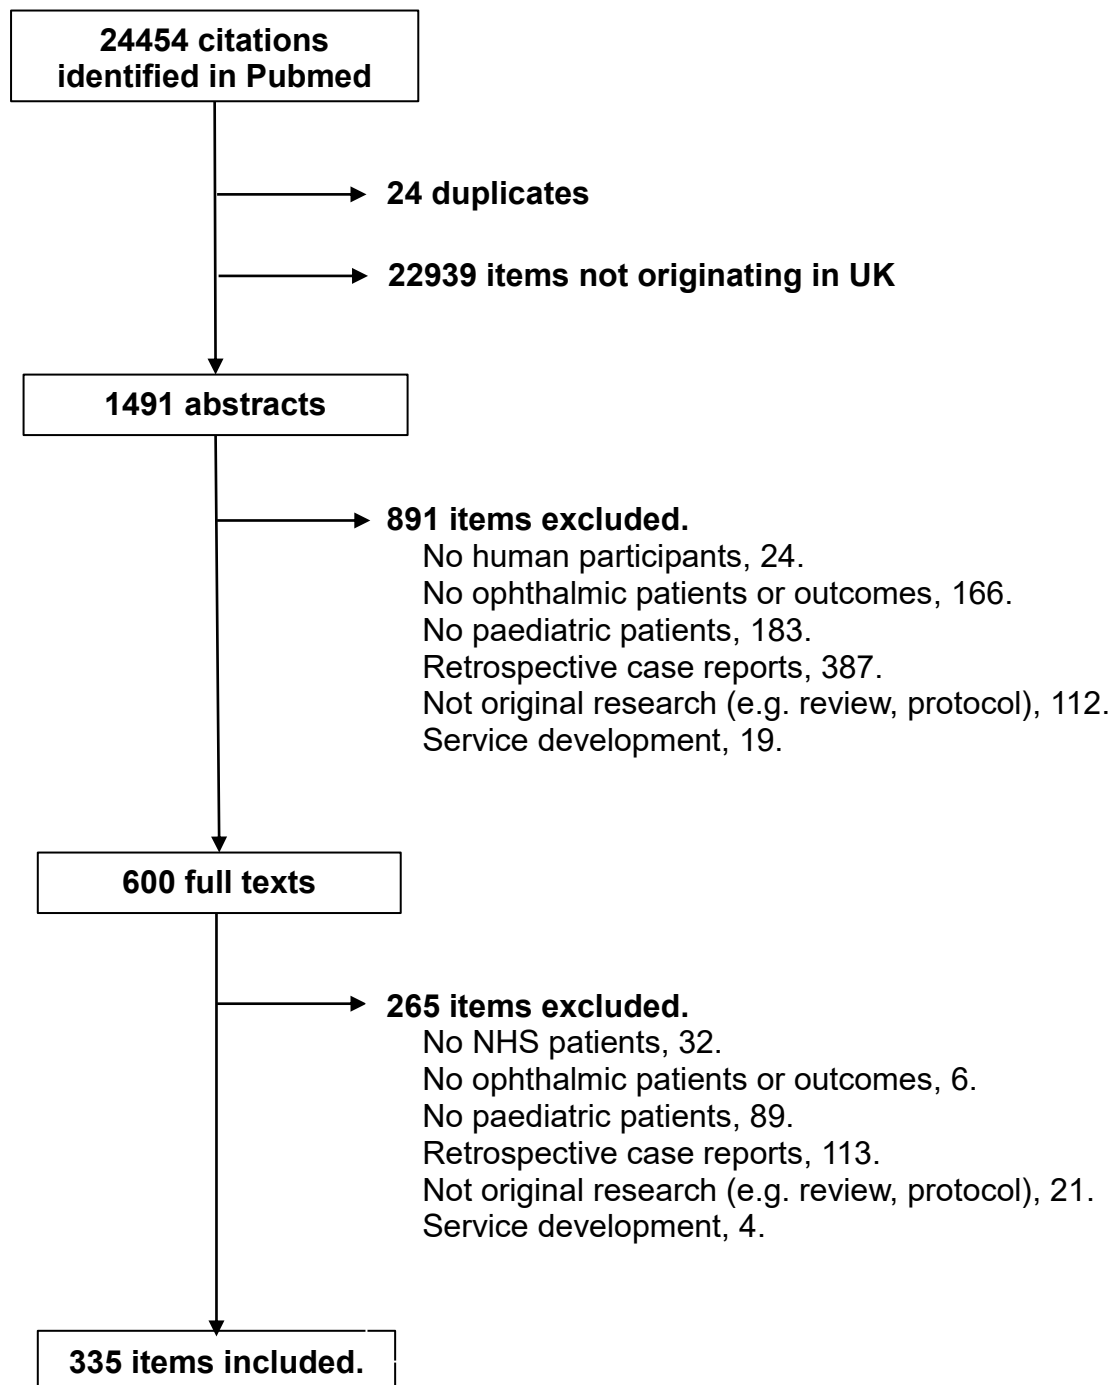 24454 citations
identified in Pubmed
24 duplicates
22939 items not originating in UK
1491 abstracts
891 items excluded.
No human participants, 24.
No ophthalmic patients or outcomes, 166.
No paediatric patients, 183.
Retrospective case reports, 387.
Not original research (e.g. review, protocol), 112.
Service development, 19.
600 full texts
265 items excluded.
No NHS patients, 32.
No ophthalmic patients or outcomes, 6.
No paediatric patients, 89.
Retrospective case reports, 113.
Not original research (e.g. review, protocol), 21.
Service development, 4.
335 items included.